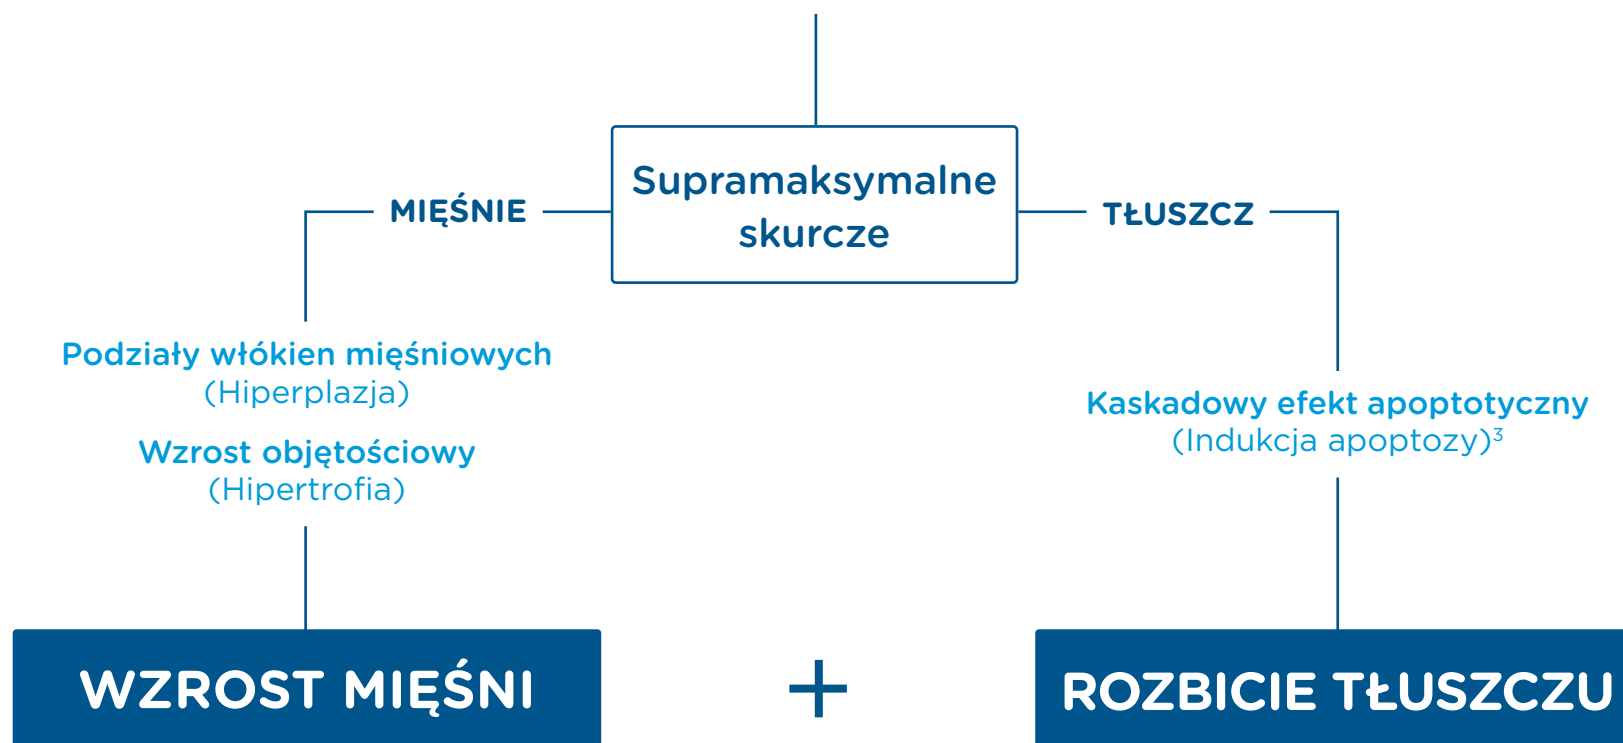 Supramaksymalne
skurcze
MIĘŚNIE
TŁUSZCZ
Podziały włókien mięśniowych
(Hiperplazja)
Wzrost objętościowy
(Hipertrofia)
Kaskadowy efekt apoptotyczny
(Indukcja apoptozy)³
WZROST MIĘŚNI
+
ROZBICIE TŁUSZCZU